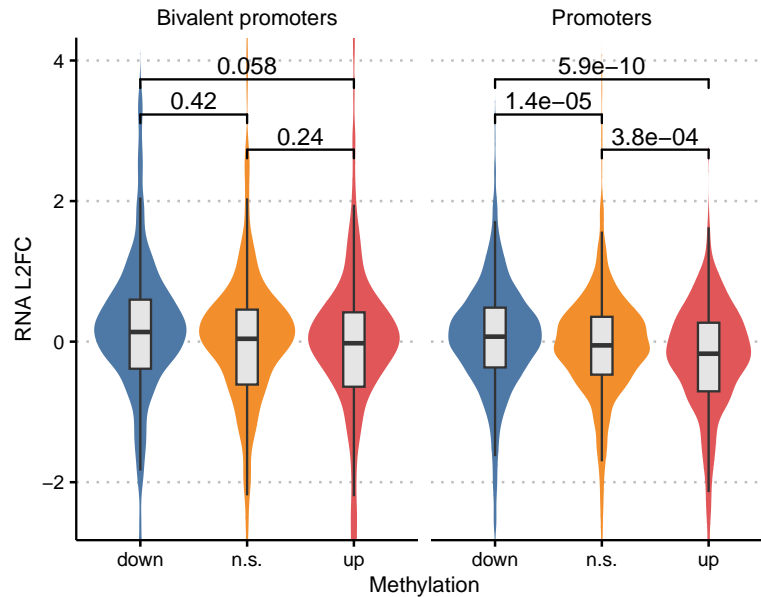 Bivalent promoters
Promoters
RNA L2FC
4
2
0
−2
0.058
0.42
0.24
5.9e−10
1.4e−05
3.8e−04
down
n.s.
up
down
n.s.
up
Methylation